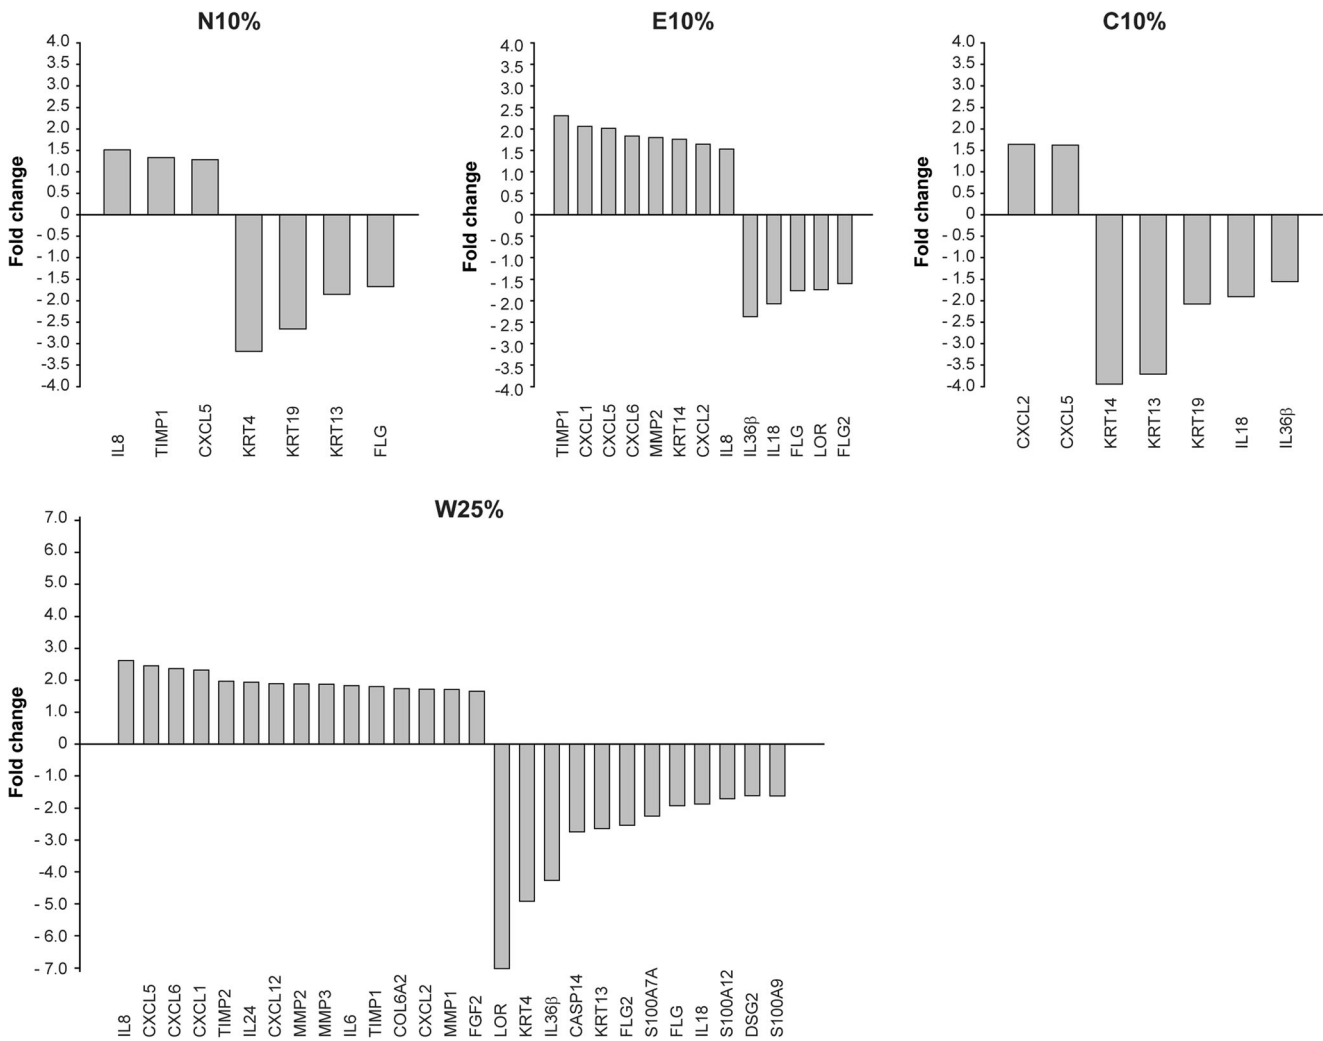 N10%
Fold change
4.0
3.5
3.0
2.5
2.0
1.5
1.0
0.5
0
- 0.5
- 1.0
- 1.5
-2.0
-2.5
-3.0
-3.5
-4.0
IL8
TIMP1
CXCL5
KRT4
KRT19
KRT13
FLG
E10%
Fold change
4.0
3.5
3.0
2.5
2.0
1.5
1.0
0.5
0
- 0.5
- 1.0
- 1.5
- 2.0
- 2.5
- 3.0
- 3.5
- 4.0
TIMP1
CXCL1
CXCL5
CXCL6
MMP2
KRT14
CXCL2
IL8
IL36β
IL18
FLG
LOR
FLG2
C10%
Fold change
4.0
3.5
3.0
2.5
2.0
1.5
1.0
0.5
0
- 0.5
- 1.0
- 1.5
- 2.0
- 2.5
- 3.0
- 3.5
- 4.0
CXCL2
CXCL5
KRT14
KRT13
KRT19
IL18
IL36β
W25%
Fold change
7.0
6.0
5.0
4.0
3.0
2.0
1.0
0
- 1.0
- 2.0
- 3.0
- 4.0
- 5.0
- 6.0
- 7.0
IL8
CXCL5
CXCL6
CXCL1
TIMP2
IL24
CXCL12
MMP2
MMP3
IL6
TIMP1
COL6A2
CXCL2
MMP1
FGF2
LOR
KRT4
IL36β
CASP14
KRT13
FLG2
S100A7A
FLG
IL18
S100A12
DSG2
S100A9